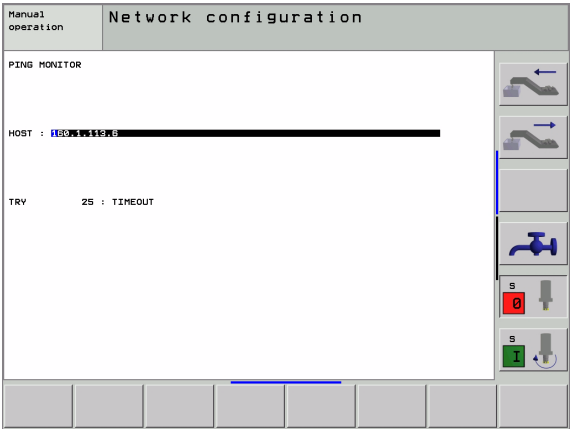 Manual
operation
Network configuration
PING MONITOR
HOST : 160.1.113.6
TRY 25 : TIMEOUT
S
0
S
I